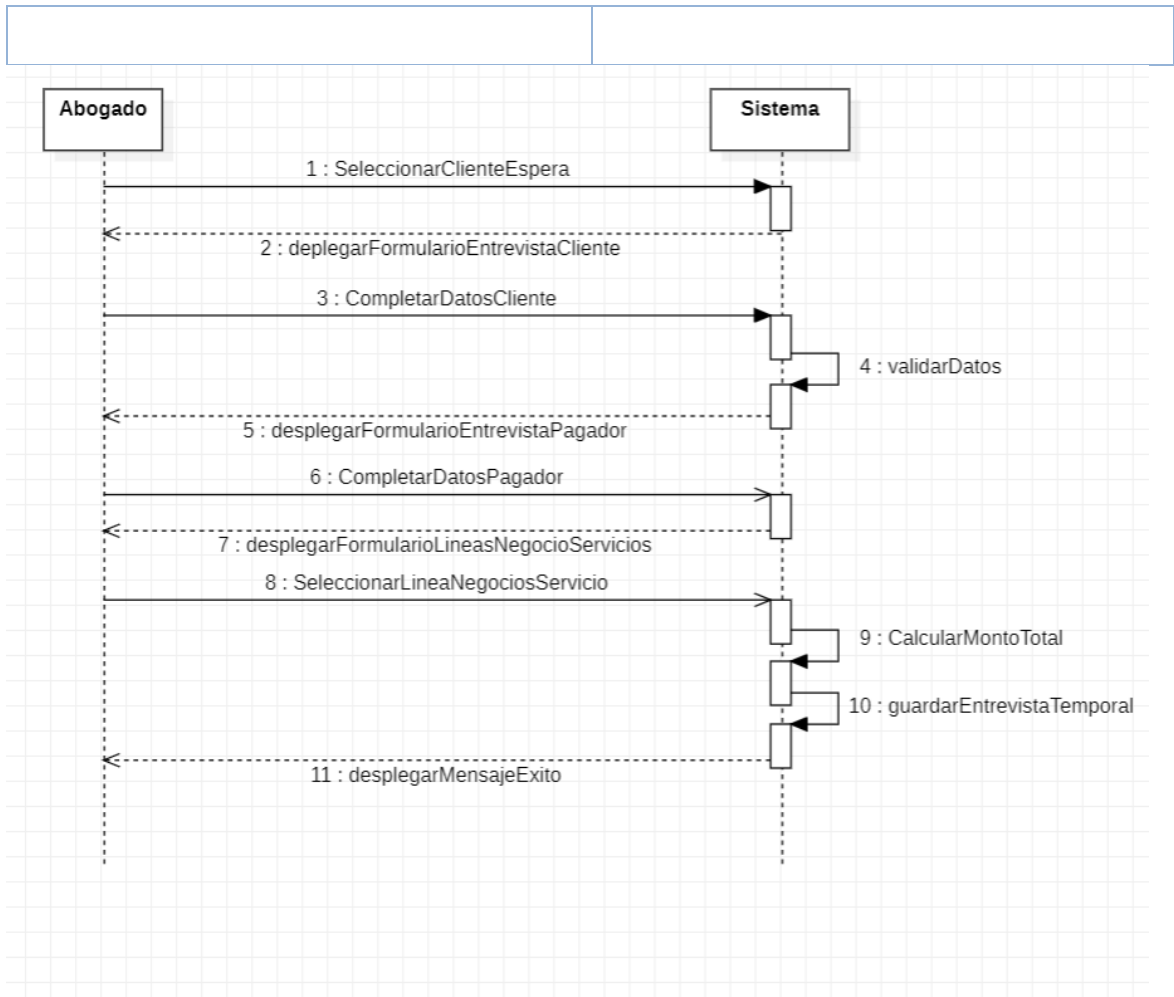 Abogado
Sistema
1 : SeleccionarClienteEspera
2 : deplegarFormularioEntrevistaCliente
3 : CompletarDatosCliente
4 : validarDatos
5 : desplegarFormularioEntrevistaPagador
6 : CompletarDatosPagador
7 : desplegarFormularioLineasNegocioServicios
8 : SeleccionarLineaNegociosServicio
9 : CalcularMontoTotal
10 : guardarEntrevistaTemporal
11 : desplegarMensajeExito